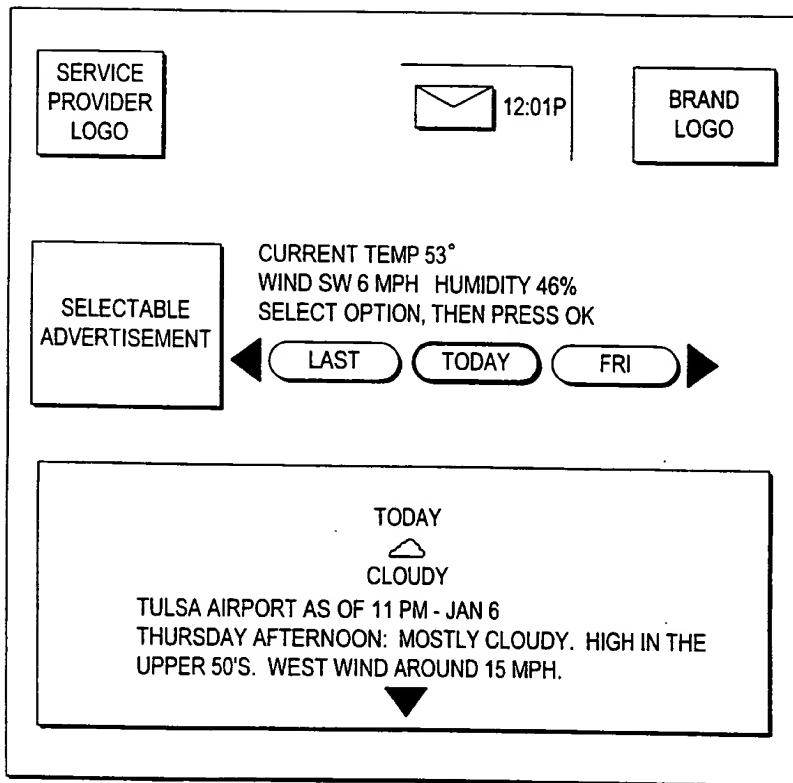 SERVICE
PROVIDER
LOGO
12:01P
BRAND
LOGO
SELECTABLE
ADVERTISEMENT
CURRENT TEMP 53°
WIND SW 6 MPH HUMIDITY 46%
SELECT OPTION, THEN PRESS OK
LAST
TODAY
FRI
TODAY
CLOUDY
TULSA AIRPORT AS OF 11 PM - JAN 6
THURSDAY AFTERNOON: MOSTLY CLOUDY. HIGH IN THE
UPPER 50'S. WEST WIND AROUND 15 MPH.